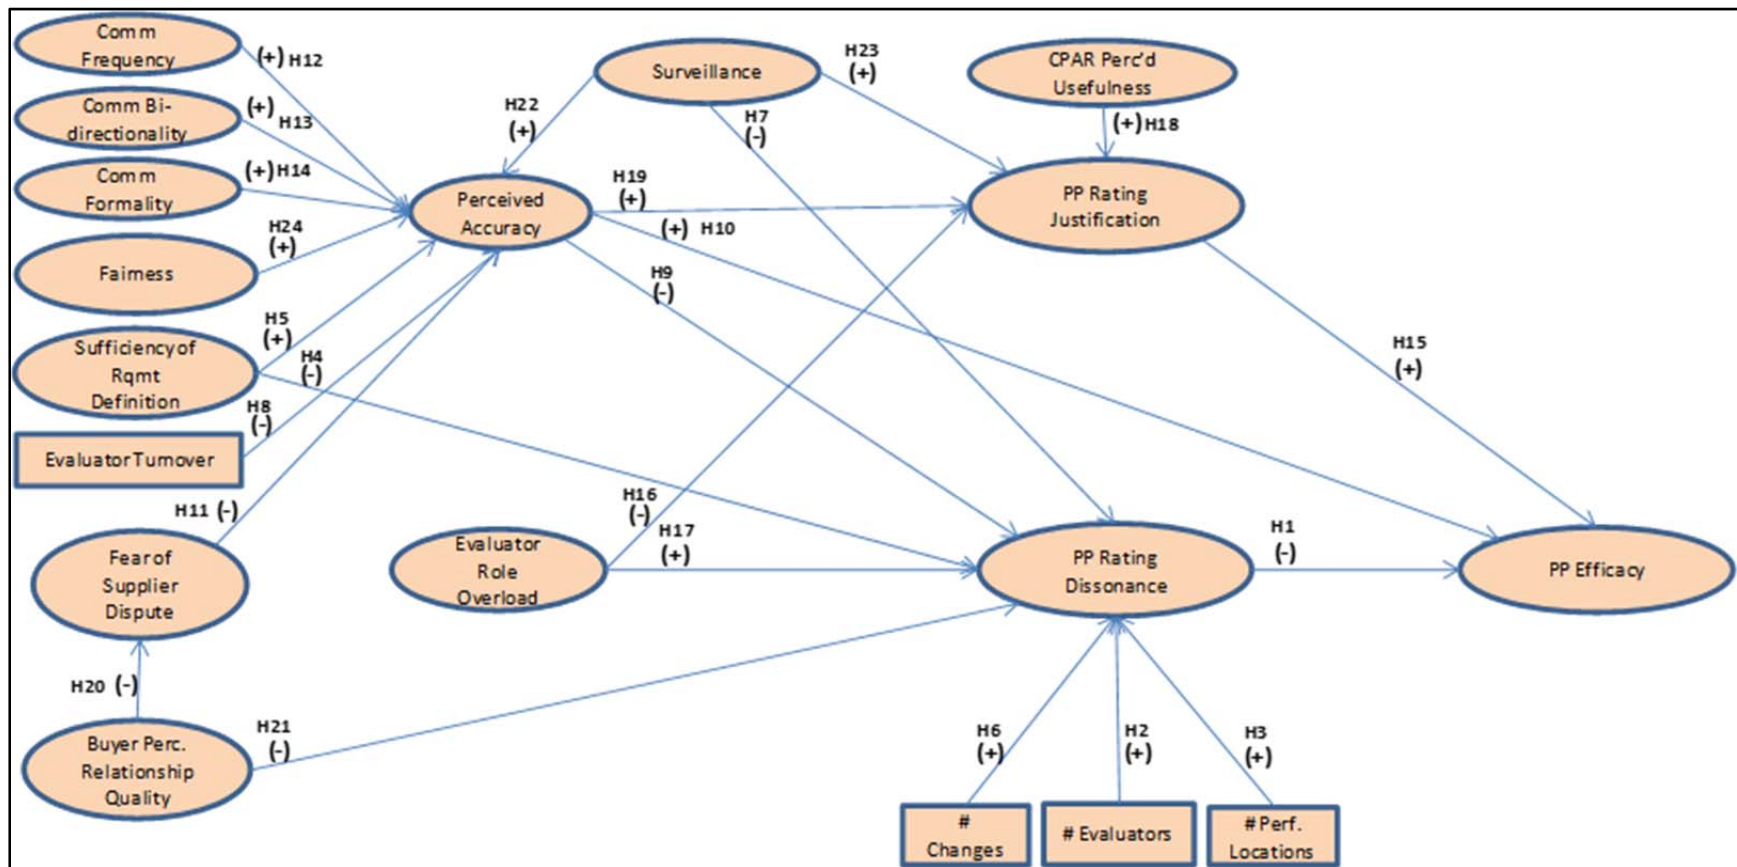 Comm
Frequency
(+) H12
Comm Bi-
directionality
(+)
H13
Comm
Formality
(+) H14
Fairness
H24
(+)
Sufficiency of
Rqmt
Definition
H5
(+)
H4
(-)
Evaluator Turnover
H8
(-)
H11 (-)
Fear of
Supplier
Dispute
H20 (-)
Buyer Perc.
Relationship
Quality
H21
(-)
Surveillance
H22
(+)
H7
(-)
H23
(+)
CPAR Perc'd
Usefulness
(+) H18
Perceived
Accuracy
H19
(+)
(+) H10
H9
(-)
PP Rating
Justification
H15
(+)
Evaluator
Role
Overload
H16
(-)
H17
(+)
PP Rating
Dissonance
H1
(-)
PP Efficacy
H6
(+)
H2
(+)
H3
(+)
#
Changes
# Evaluators
# Perf.
Locations